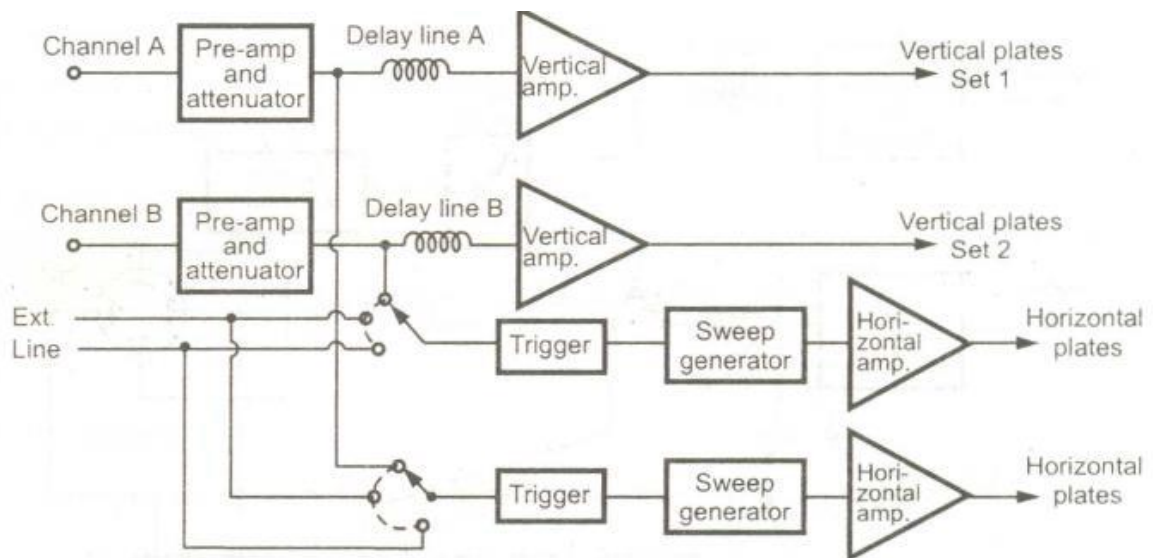 Channel A
Pre-amp
and
attenuator
Delay line A
Vertical
amp.
Vertical plates
Set 1
Channel B
Pre-amp
and
attenuator
Delay line B
Vertical
amp.
Vertical plates
Set 2
Ext.
Line
Trigger
Sweep
generator
Hori-
zontal
amp.
Horizontal
plates
Trigger
Sweep
generator
Hori-
zontal
amp.
Horizontal
plates